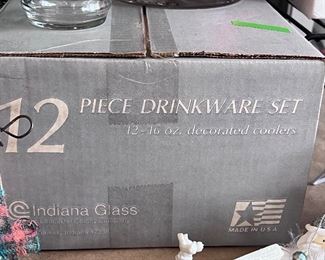 12
PIECE DRINKWARE SET
12-16 oz. decorated coolers
Indiana Glass
MADE IN U.S.A.